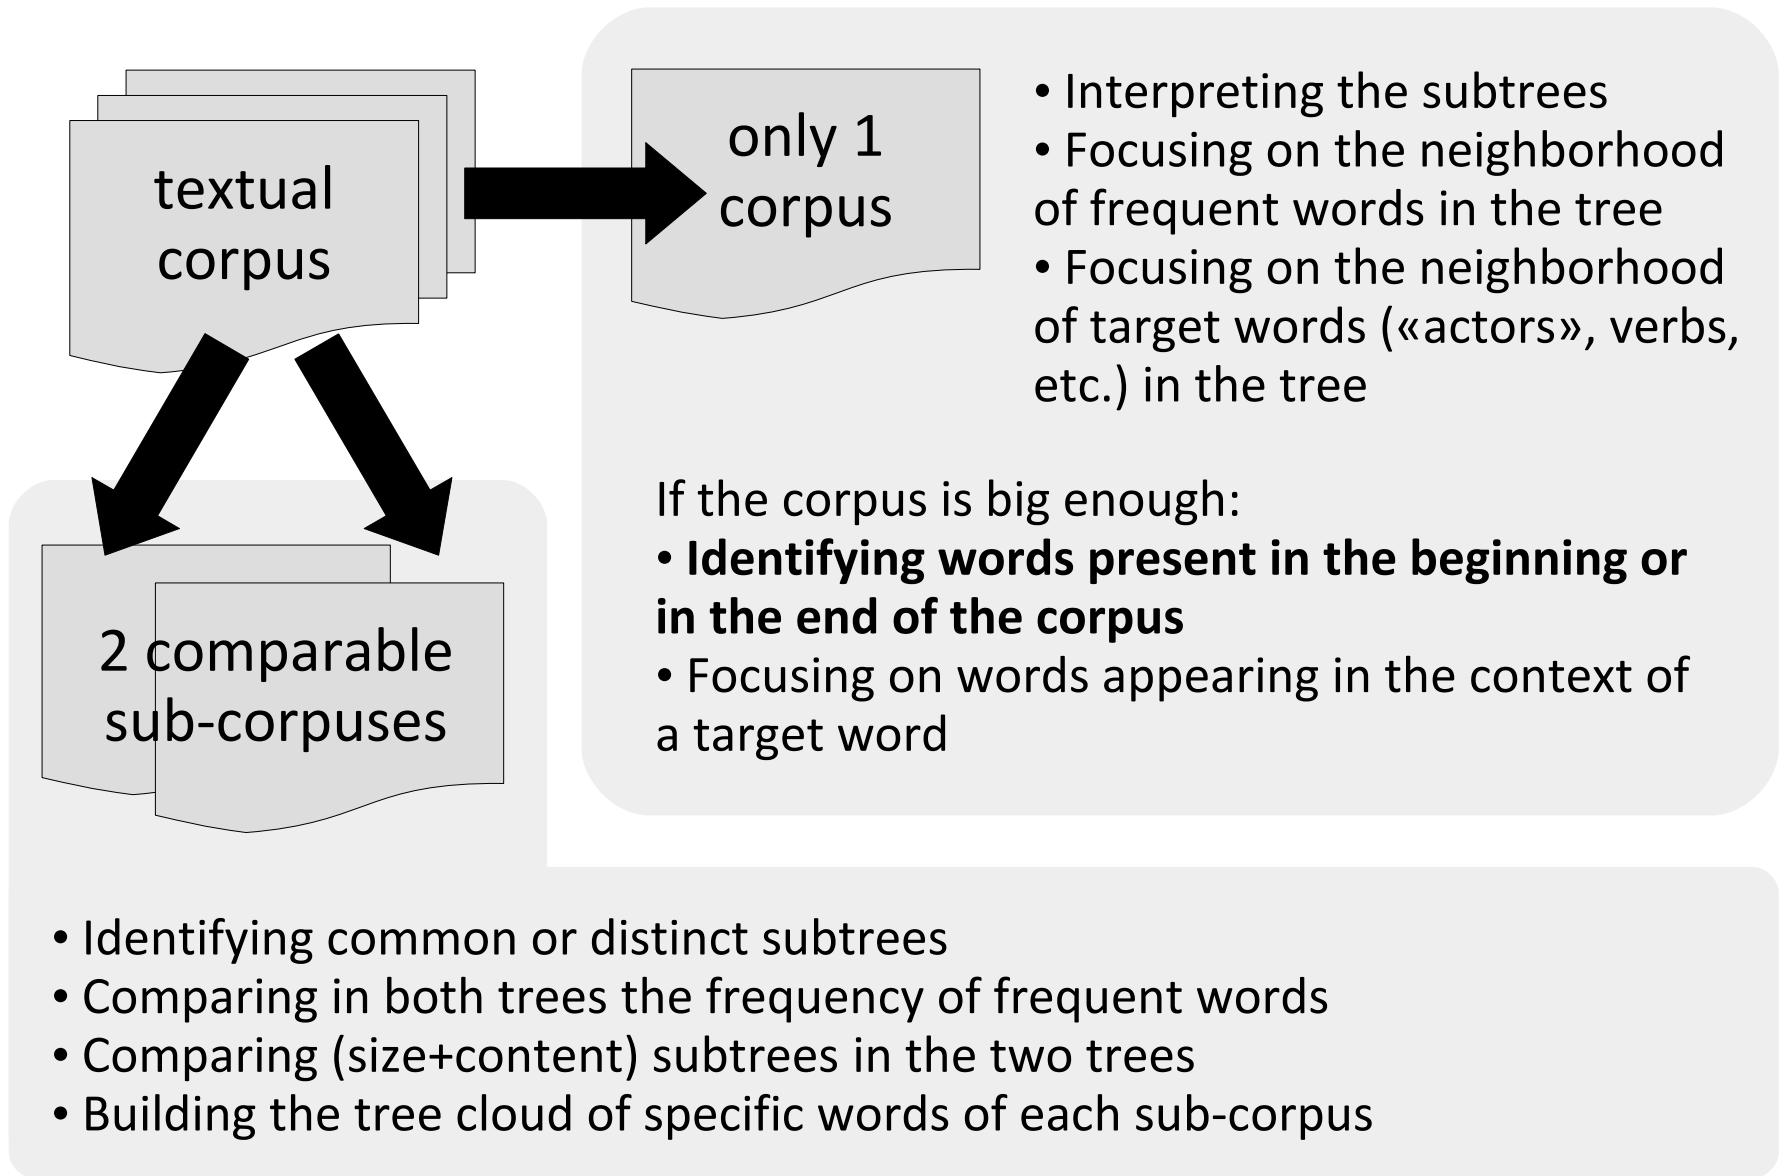 textual
corpus
only 1
corpus
• Interpreting the subtrees
• Focusing on the neighborhood
of frequent words in the tree
• Focusing on the neighborhood
of target words («actors», verbs,
etc.) in the tree
If the corpus is big enough:
• Identifying words present in the beginning or
in the end of the corpus
• Focusing on words appearing in the context of
a target word
2 comparable
sub-corpuses
• Identifying common or distinct subtrees
• Comparing in both trees the frequency of frequent words
• Comparing (size+content) subtrees in the two trees
• Building the tree cloud of specific words of each sub-corpus